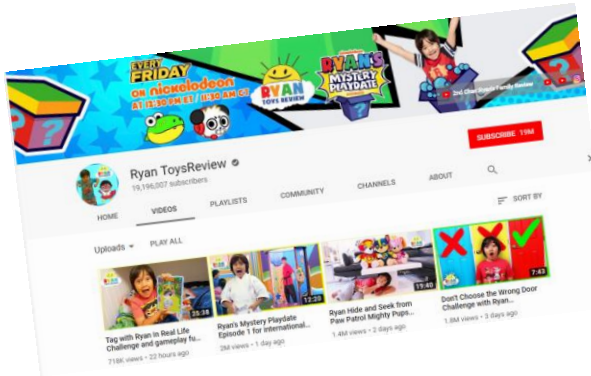 EVERY
FRIDAY
ON nickelodeon
AT 12:30 PM ET / 11:30 AM CT
RYAN
TOYS REVIEW
nickelodeon
RYAN'S
MYSTERY
PLAYDATE
2nd Chan Ryan's Family Review
Ryan ToysReview
19,196,007 subscribers
SUBSCRIBE 19M
HOME VIDEOS PLAYLISTS COMMUNITY CHANNELS ABOUT
Uploads PLAY ALL SORT BY
25:38
12:20
19:40
7:43
Tag with Ryan in Real Life
Challenge and gameplay fu...
718K views • 22 hours ago
Ryan's Mystery Playdate
Episode 1 for international...
2M views • 1 day ago
Ryan Hide and Seek from
Paw Patrol Mighty Pups...
1.4M views • 2 days ago
Don't Choose the Wrong Door
Challenge with Ryan...
1.8M views • 3 days ago